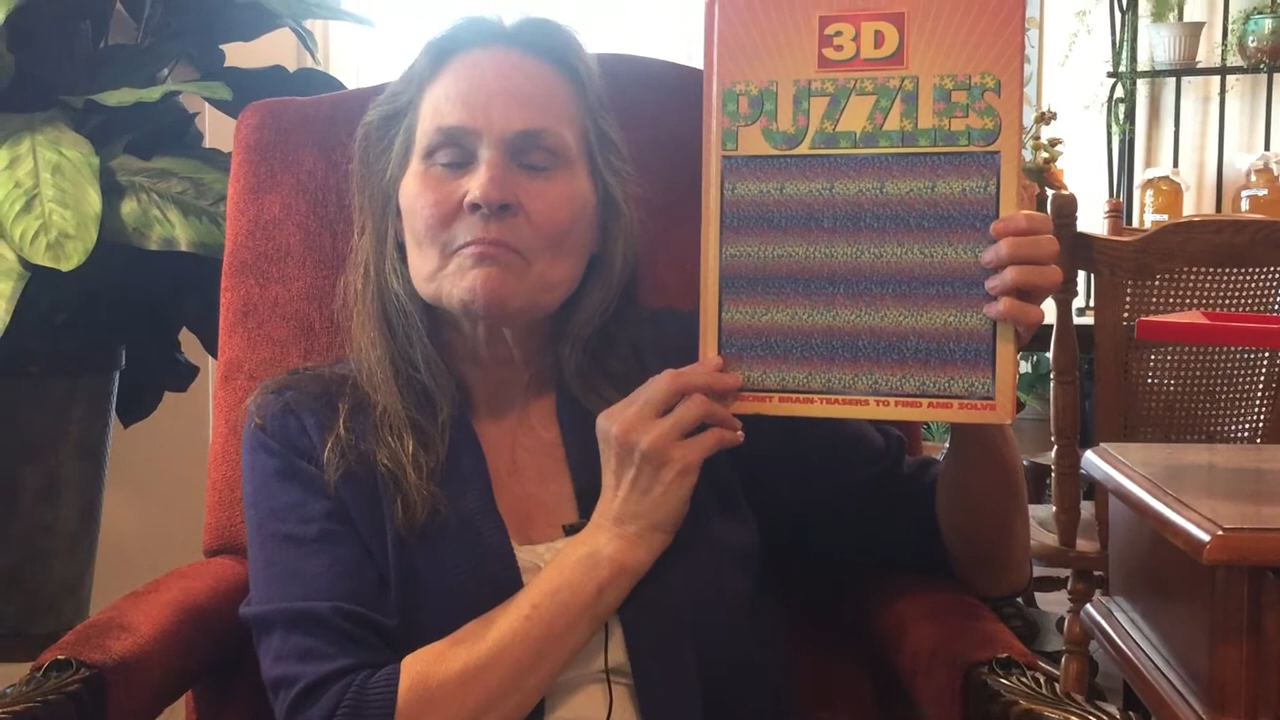 3D
PUZZLES
BRAIN-TEASERS TO FIND AND SOLVE